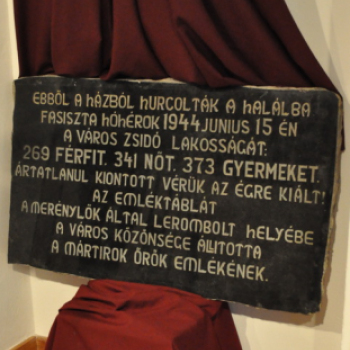 EBBŐL A HÁZBÓL HURCOLTÁK A HALÁLBA
FASISZTA HÓHÉROK 1944 JUNIUS 15 ÉN
A VÁROS ZSIDÓ LAKOSSÁGÁT:
269 FÉRFIT. 341 NŐT. 373 GYERMEKET.
ÁRTATLANUL KIONTOTT VÉRÜK AZ ÉGRE KIÁLT!
AZ EMLÉKTÁBLÁT
A MERÉNYLŐK ÁLTAL LEROMBOLT HELYÉBE
A VÁROS KÖZÖNSÉGE ÁLITOTTA
A MÁRTIROK ÖRÖK EMLÉKÉNEK.